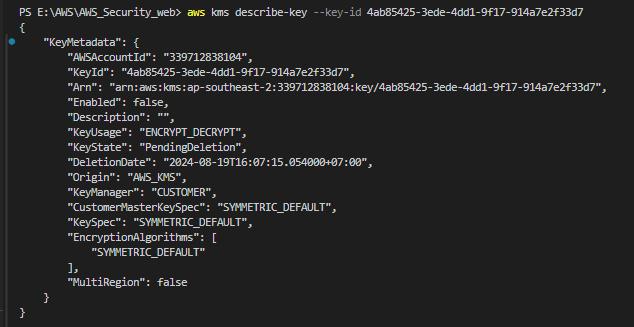 PS E:\AWS\AWS_Security_web> aws kms describe-key --key-id 4ab85425-3ede-4dd1-9f17-914a7e2f33d7
{
    "KeyMetadata": {
        "AWSAccountId": "339712838104",
        "KeyId": "4ab85425-3ede-4dd1-9f17-914a7e2f33d7",
        "Arn": "arn:aws:kms:ap-southeast-2:339712838104:key/4ab85425-3ede-4dd1-9f17-914a7e2f33d7",
        "Enabled": false,
        "Description": "",
        "KeyUsage": "ENCRYPT_DECRYPT",
        "KeyState": "PendingDeletion",
        "DeletionDate": "2024-08-19T16:07:15.054000+07:00",
        "Origin": "AWS_KMS",
        "KeyManager": "CUSTOMER",
        "CustomerMasterKeySpec": "SYMMETRIC_DEFAULT",
        "KeySpec": "SYMMETRIC_DEFAULT",
        "EncryptionAlgorithms": [
            "SYMMETRIC_DEFAULT"
        ],
        "MultiRegion": false
    }
}